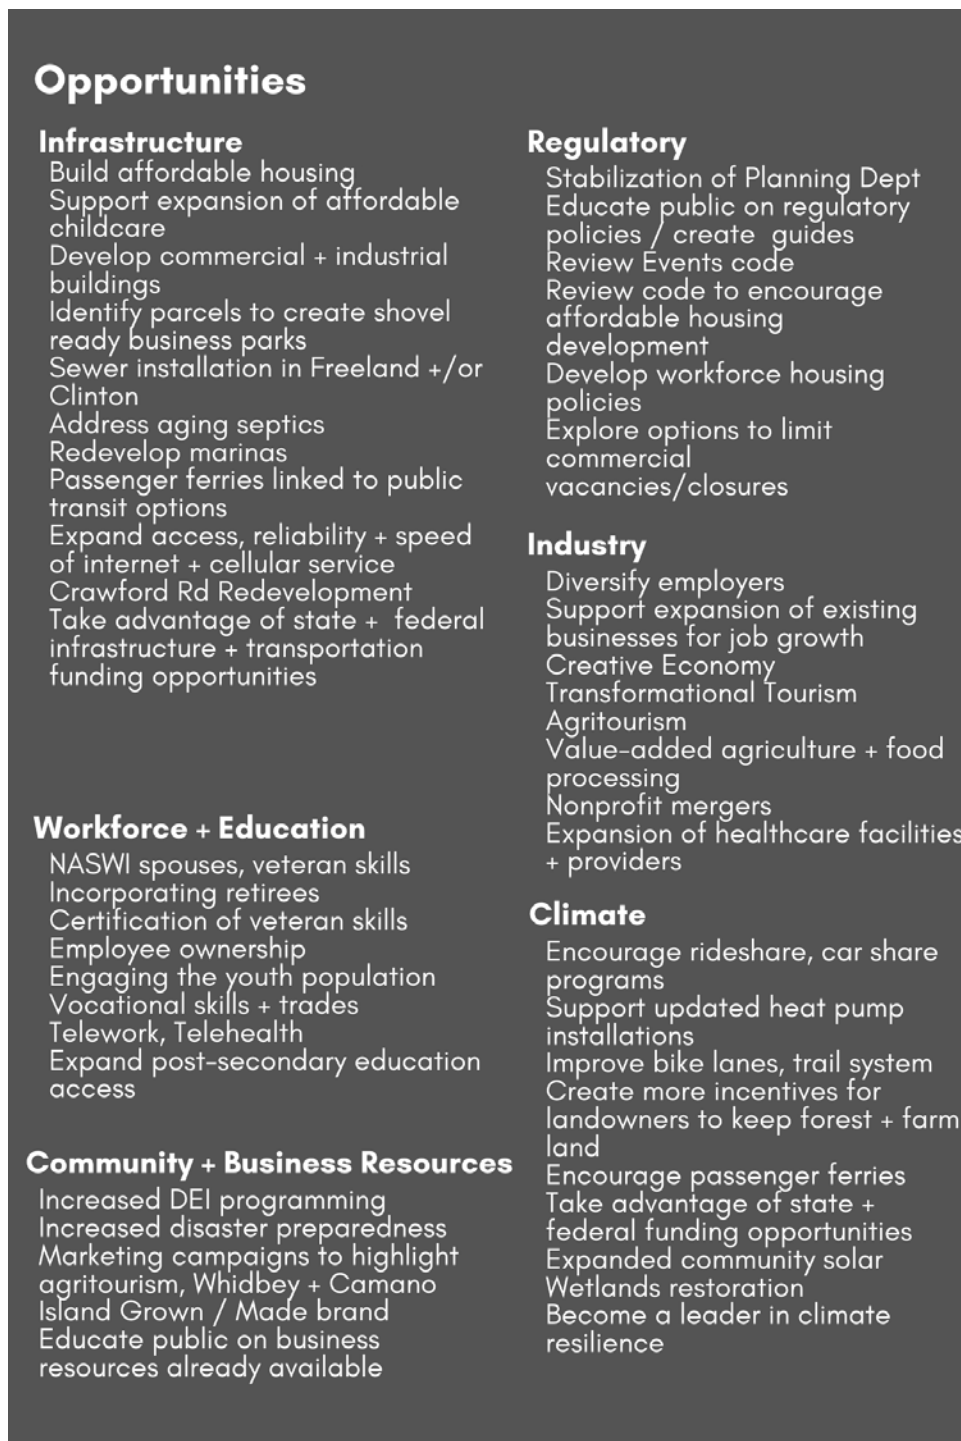 Opportunities
Infrastructure
Build affordable housing
Support expansion of affordable
childcare
Develop commercial + industrial
buildings
Identify parcels to create shovel
ready business parks
Sewer installation in Freeland +/or
Clinton
Address aging septics
Redevelop marinas
Passenger ferries linked to public
transit options
Expand access, reliability + speed
of internet + cellular service
Crawford Rd Redevelopment
Take advantage of state +  federal
infrastructure + transportation
funding opportunities
Workforce + Education
NASWI spouses, veteran skills
Incorporating retirees
Certification of veteran skills
Employee ownership
Engaging the youth population
Vocational skills + trades
Telework, Telehealth
Expand post-secondary education
access
Community + Business Resources
Increased DEI programming
Increased disaster preparedness
Marketing campaigns to highlight
agritourism, Whidbey + Camano
Island Grown / Made brand
Educate public on business
resources already available
Regulatory
Stabilization of Planning Dept
Educate public on regulatory
policies / create  guides
Review Events code
Review code to encourage
affordable housing
development
Develop workforce housing
policies
Explore options to limit
commercial
vacancies/closures
Industry
Diversify employers
Support expansion of existing
businesses for job growth
Creative Economy
Transformational Tourism
Agritourism
Value-added agriculture + food
processing
Nonprofit mergers
Expansion of healthcare facilities
+ providers
Climate
Encourage rideshare, car share
programs
Support updated heat pump
installations
Improve bike lanes, trail system
Create more incentives for
landowners to keep forest + farm
land
Encourage passenger ferries
Take advantage of state +
federal funding opportunities
Expanded community solar
Wetlands restoration
Become a leader in climate
resilience